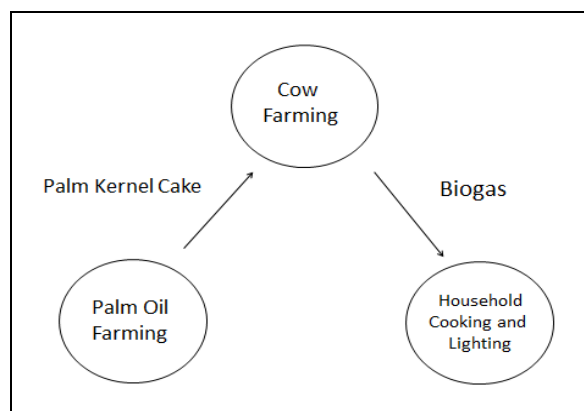 Cow
Farming
Palm Kernel Cake
Biogas
Palm Oil
Farming
Household
Cooking and
Lighting